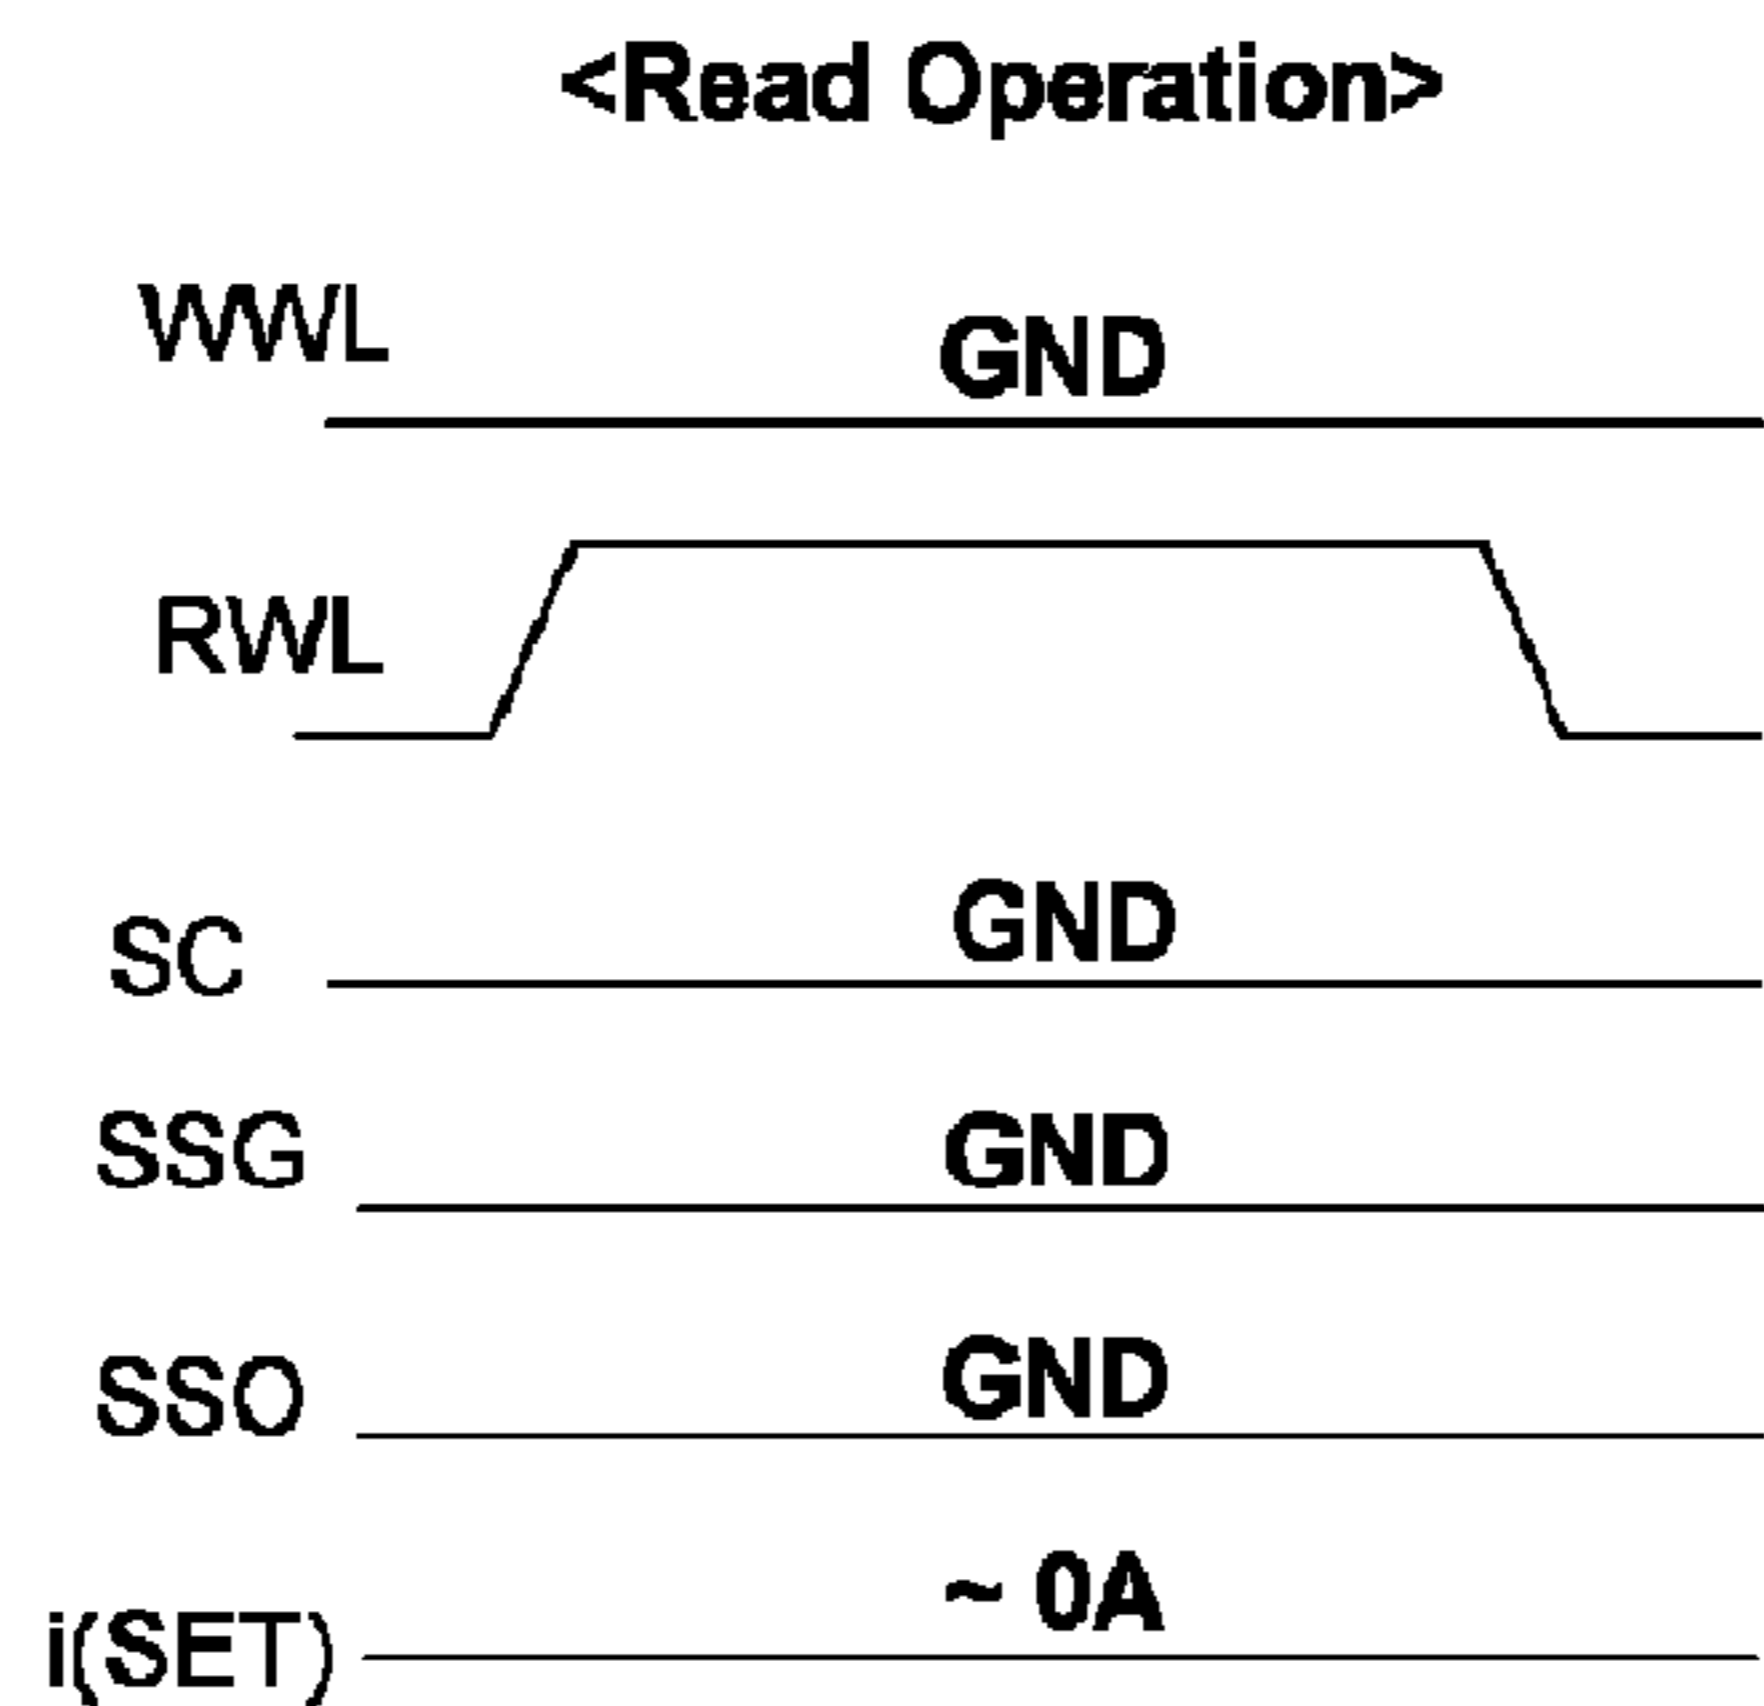 <Read Operation>
WWL
GND
RWL
SC
GND
SSG
GND
SSO
GND
i(SET)
~ 0A